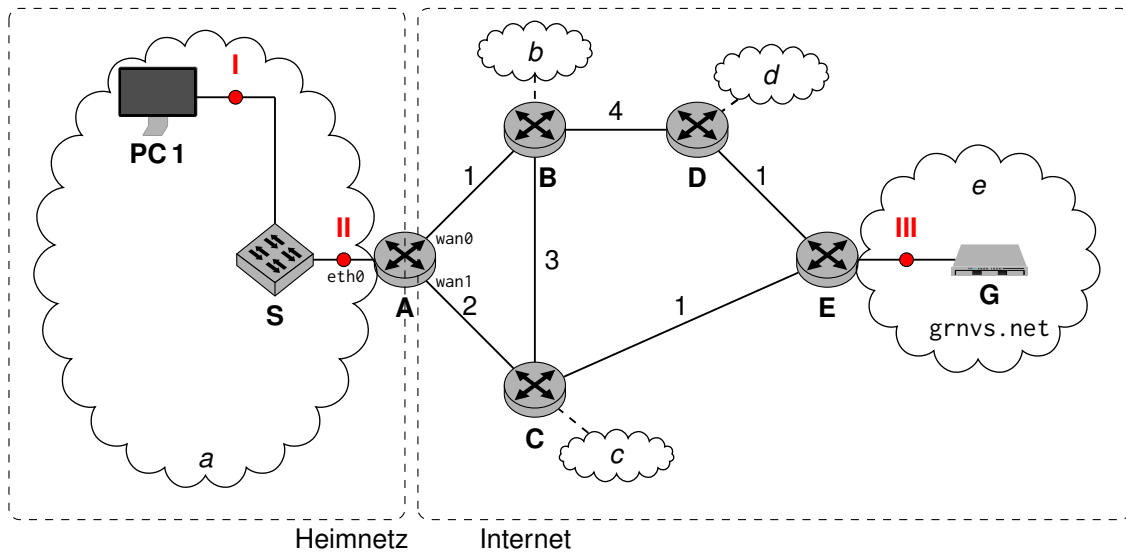 I
PC 1
II
eth0
S
a
A
wan0
wan1
1
2
b
B
4
3
d
D
1
1
C
c
E
e
III
G
grnvs.net
Heimnetz
Internet